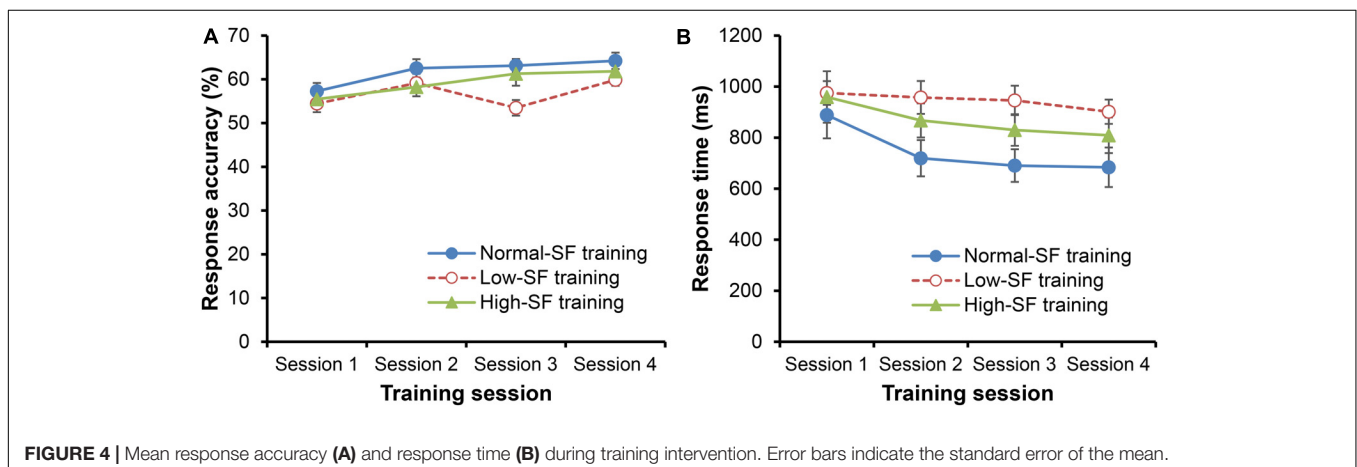 A
70
60
50
40
30
20
10
0
Response accuracy (%)
Normal-SF training
Low-SF training
High-SF training
Session 1 Session 2 Session 3 Session 4
Training session
B
1200
1000
800
600
400
200
0
Response time (ms)
Normal-SF training
Low-SF training
High-SF training
Session 1 Session 2 Session 3 Session 4
Training session
FIGURE 4 | Mean response accuracy (A) and response time (B) during training intervention. Error bars indicate the standard error of the mean.